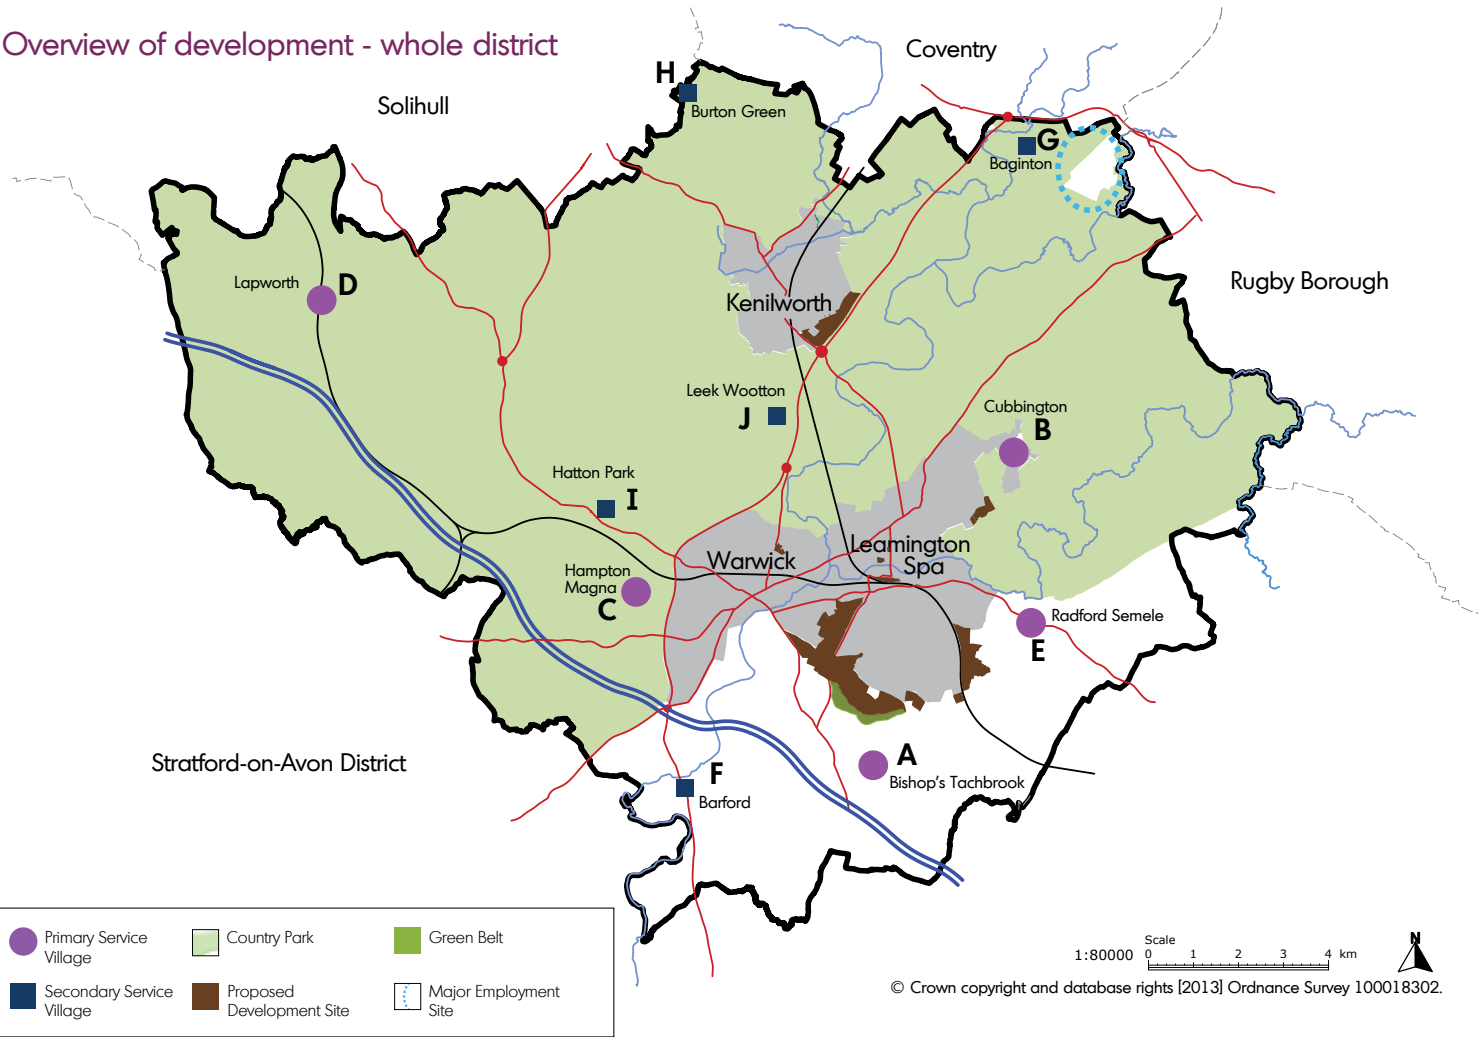 Overview of development - whole district
Coventry
Solihull
H
Burton Green
G
Baginton
Rugby Borough
Lapworth
D
Kenilworth
Leek Wootton
J
Cubbington
B
Hatton Park
I
Warwick
Leamington
Spa
Hampton
Magna
C
Radford Semele
E
Stratford-on-Avon District
A
Bishop's Tachbrook
F
Barford
Primary Service
Village
Country Park
Green Belt
Secondary Service
Village
Proposed
Development Site
Major Employment
Site
Scale
1:80000
0 1 2 3 4 km
N
© Crown copyright and database rights [2013] Ordnance Survey 100018302.